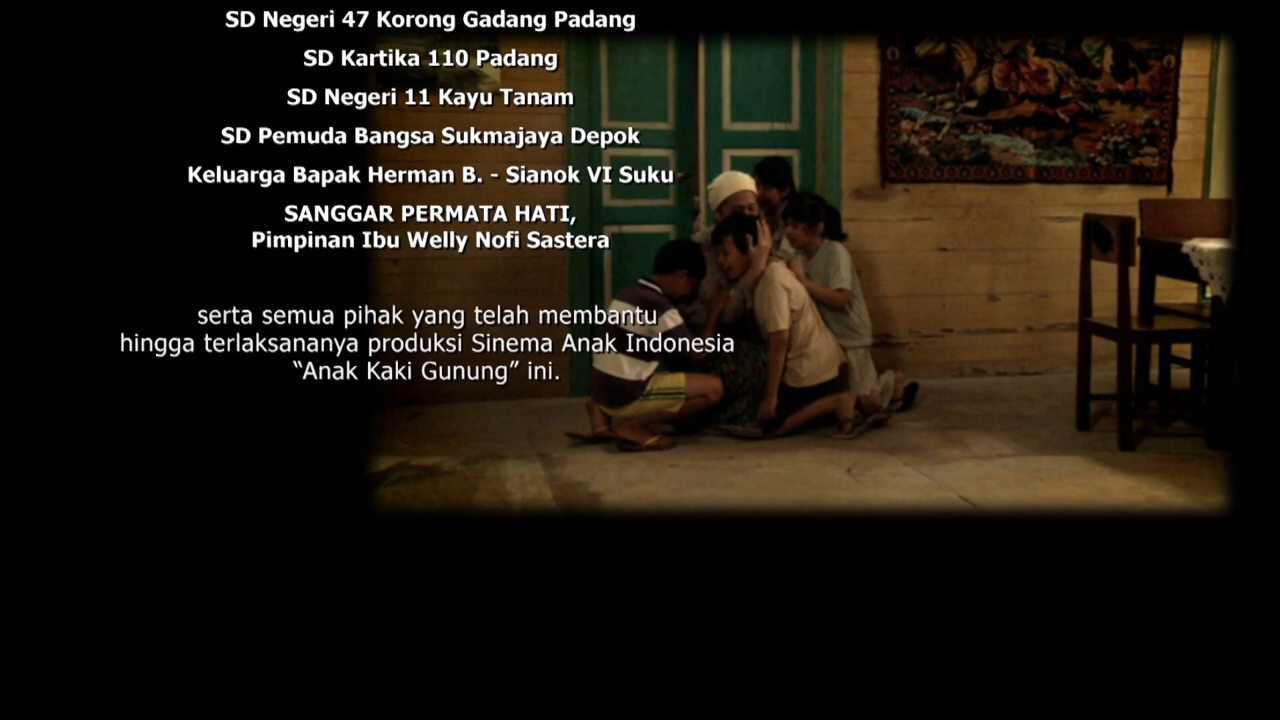 SD Negeri 47 Korong Gadang Padang
SD Kartika 110 Padang
SD Negeri 11 Kayu Tanam
SD Pemuda Bangsa Sukmajaya Depok
Keluarga Bapak Herman B. - Sianok VI Suku
SANGGAR PERMATA HATI,
Pimpinan Ibu Welly Nofi Sastera
serta semua pihak yang telah membantu
hingga terlaksananya produksi Sinema Anak Indonesia
“Anak Kaki Gunung” ini.